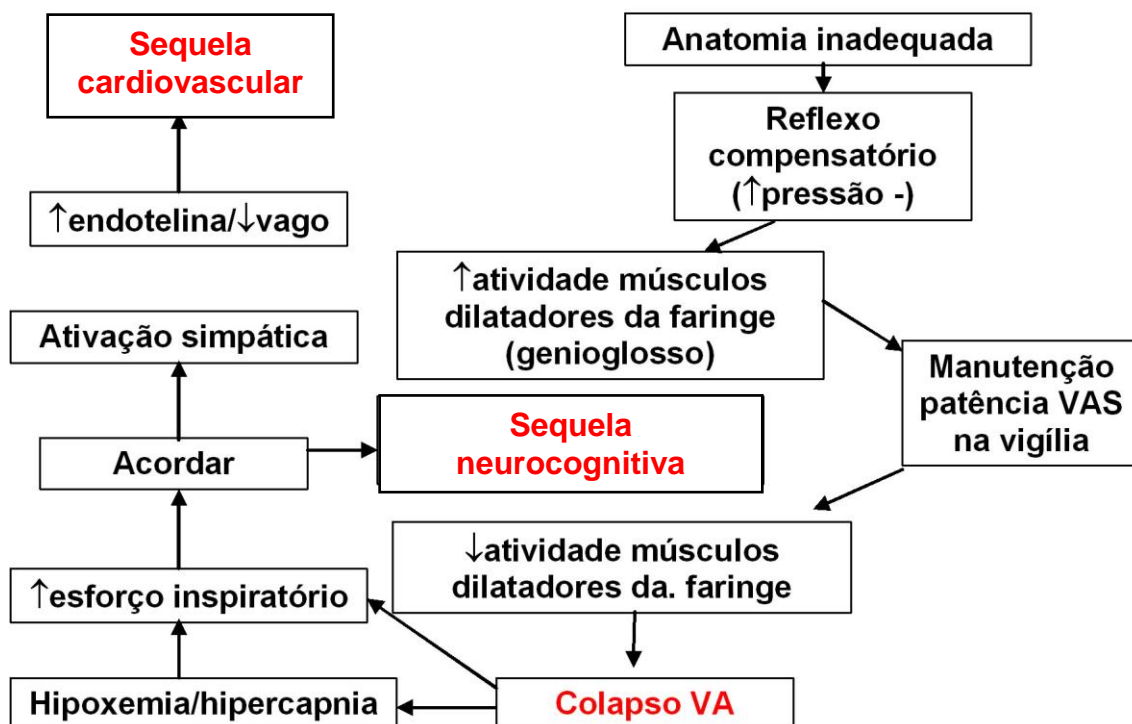 Sequela
cardiovascular
Anatomia inadequada
Reflexo
compensatório
(↑pressão -)
↑endotelina/↓vago
↑atividade músculos
dilatadores da faringe
(genioglosso)
Ativação simpática
Manutenção
patência VAS
na vigília
Sequela
neurocognitiva
Acordar
↓atividade músculos
dilatadores da. faringe
↑esforço inspiratório
Hipoxemia/hipercapnia
Colapso VA